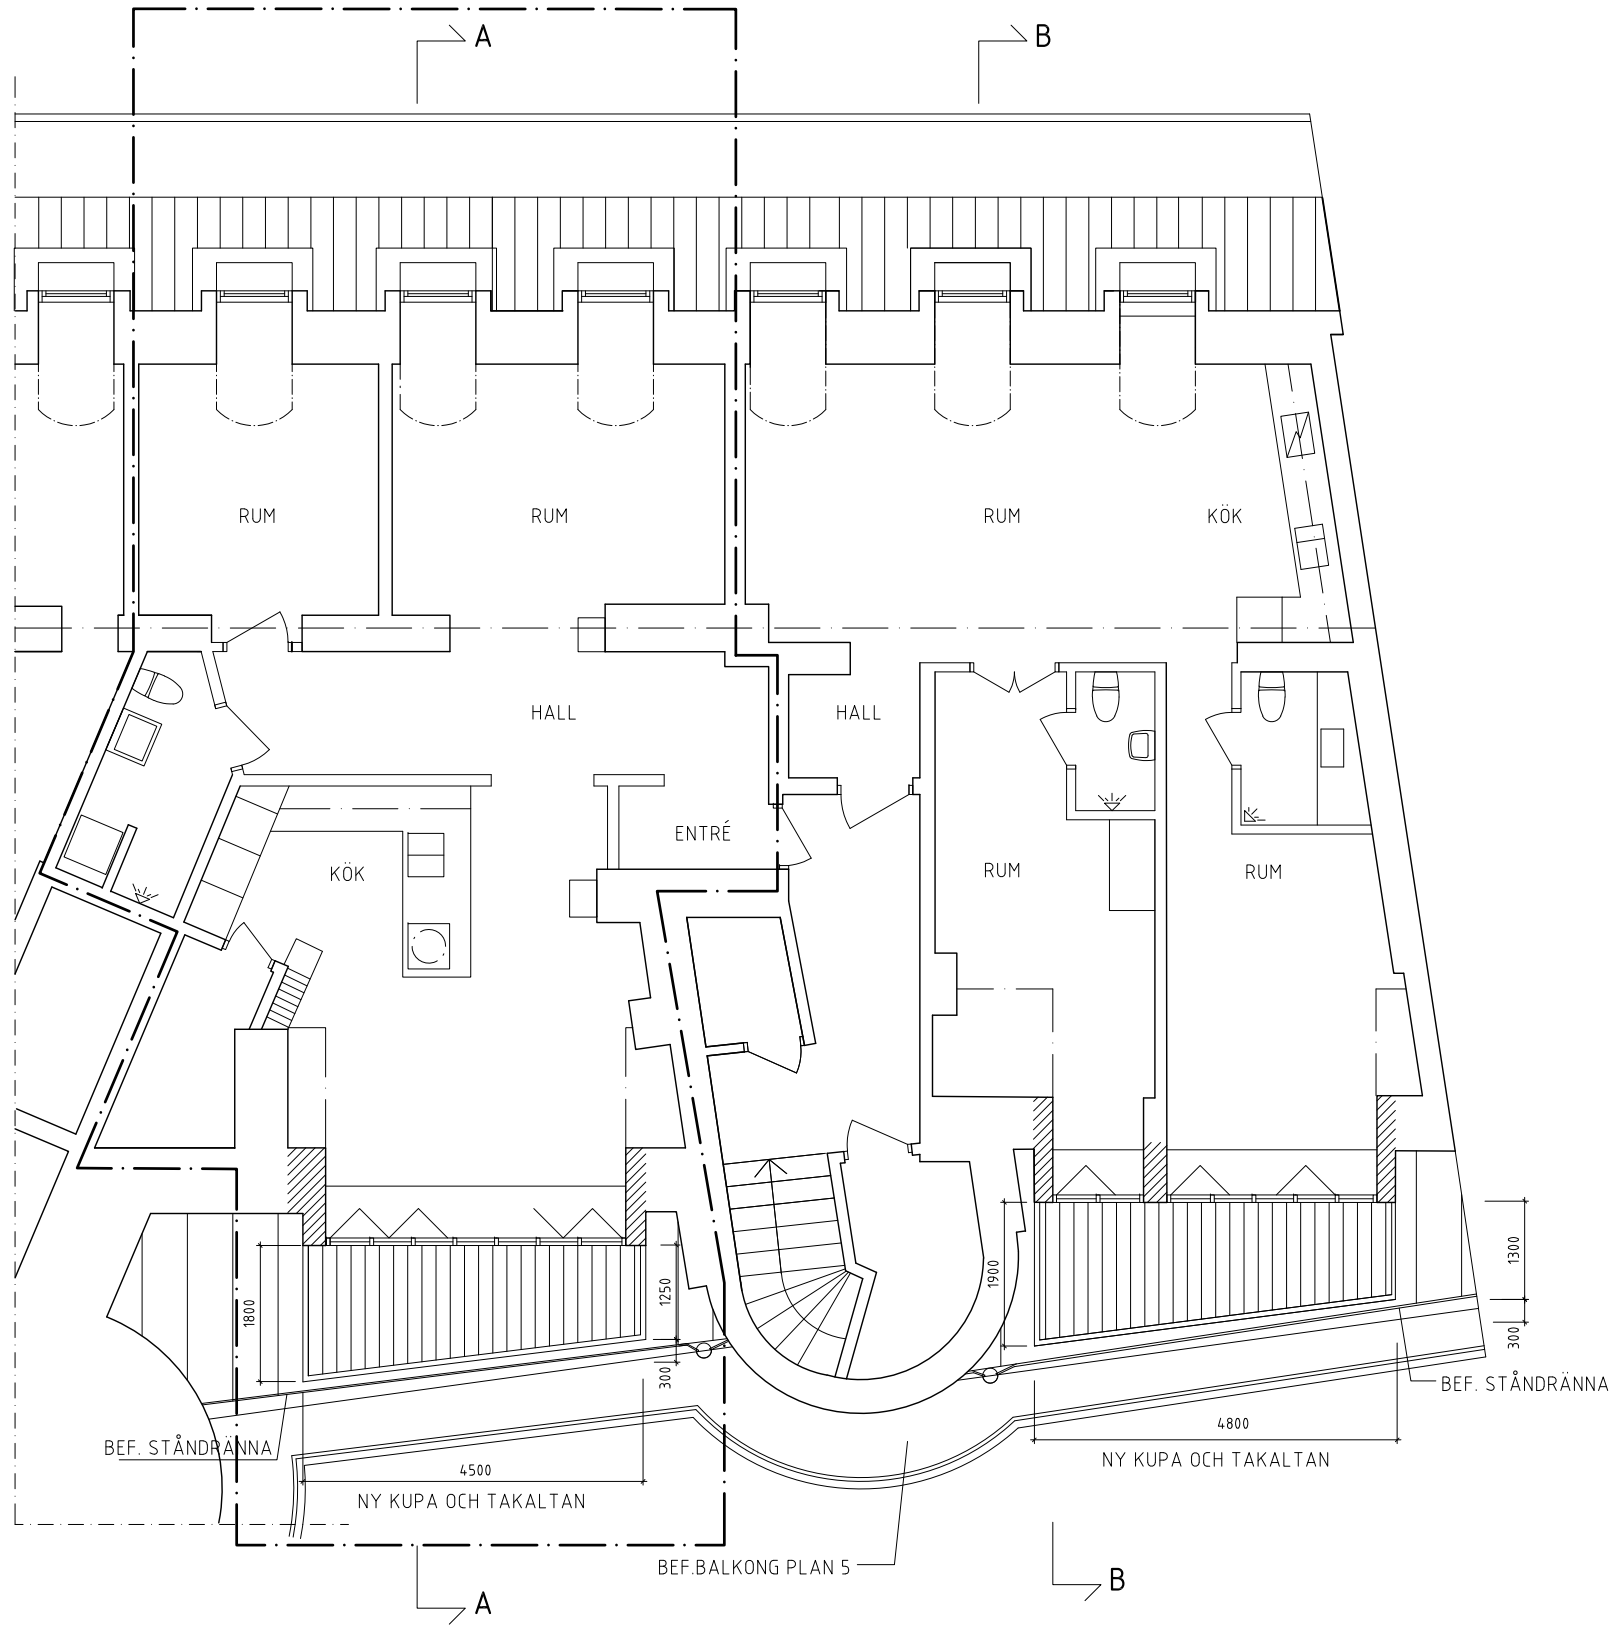 A
B
RUM
RUM
RUM
KÖK
HALL
HALL
ENTRÉ
KÖK
RUM
RUM
1800
1250
300
1900
1300
300
BEF. STÅNDRÄNNA
BEF. STÅNDRÄNNA
4800
NY KUPA OCH TAKALTAN
4500
NY KUPA OCH TAKALTAN
BEF.BALKONG PLAN 5
A
B